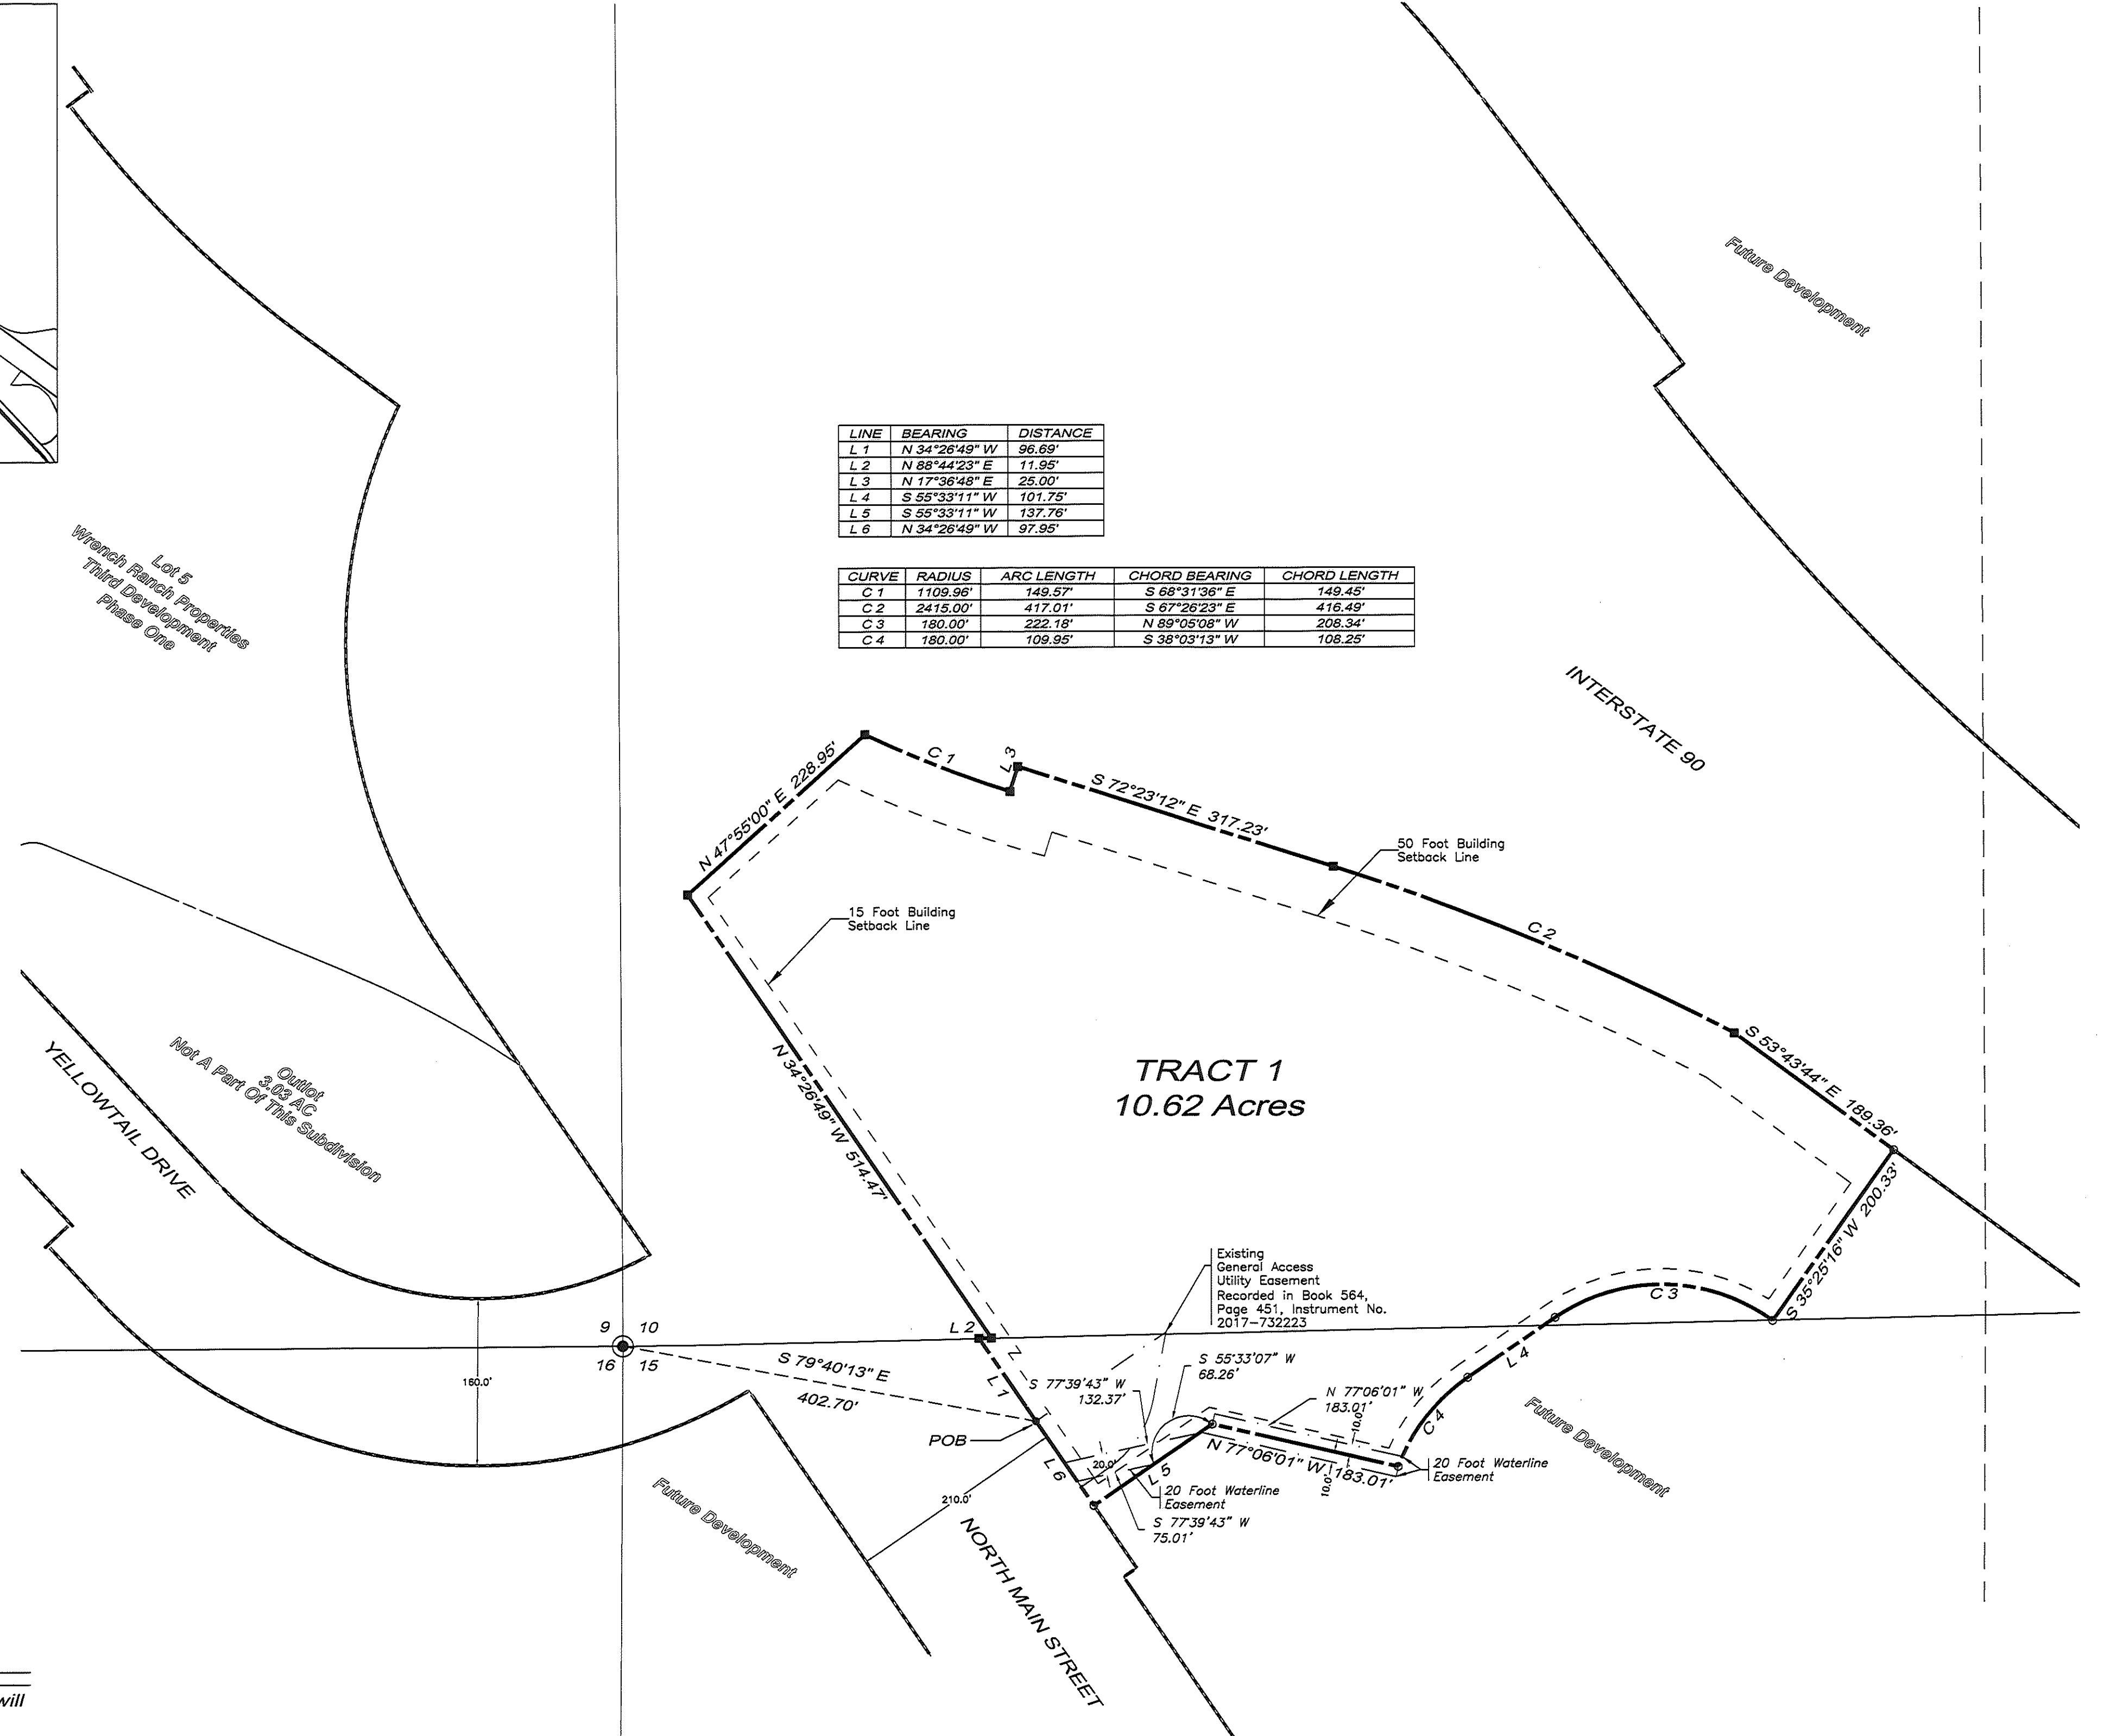 LINE BEARING DISTANCE
L 1 N 34°26'49" W 96.69'
L 2 N 88°44'23" E 11.95'
L 3 N 17°36'48" E 25.00'
L 4 S 55°33'11" W 101.75'
L 5 S 55°33'11" W 137.76'
L 6 N 34°26'49" W 97.95'
CURVE RADIUS ARC LENGTH CHORD BEARING CHORD LENGTH
C 1 1109.96' 149.57' S 68°31'36" E 149.45'
C 2 2415.00' 417.01' S 67°26'23" E 416.49'
C 3 180.00' 222.18' N 89°05'08" W 208.34'
C 4 180.00' 109.95' S 38°03'13" W 108.25'
Future Development
Lot 5
Wrench Ranch Properties
Third Development
Phase One
INTERSTATE 90
N 47°55'00" E 228.95'
C 1
L 3
S 72°23'12" E 317.23'
50 Foot Building
Setback Line
C 2
15 Foot Building
Setback Line
S 53°43'44" E 189.36'
TRACT 1
10.62 Acres
N 34°26'49" W 514.47'
S 35°25'16" W 200.33'
YELLOWTAIL DRIVE
Outlot
3.03 AC
Not A Part Of This Subdivision
Existing
General Access
Utility Easement
Recorded in Book 564,
Page 451, Instrument No.
2017-732223
C 3
L 2
9 10
16 15
S 79°40'13" E
402.70'
160.0'
L 1
L 4
S 55°33'07" W
68.26'
S 77°39'43" W
132.37'
N 77°06'01" W
183.01'
10.0'
C 4
POB
L 6
20.0'
L 5
N 77°06'01" W 183.01'
10.0'
20 Foot Waterline
Easement
20 Foot Waterline
Easement
S 77°39'43" W
75.01'
210.0'
Future Development
Future Development
NORTH MAIN STREET
will